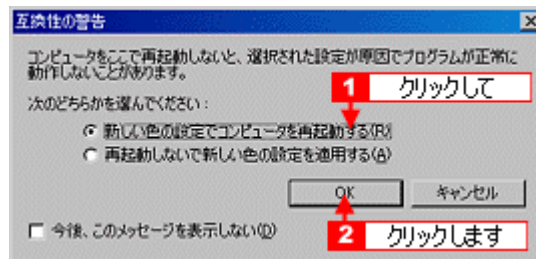 互換性の警告
コンピュータをここで再起動しないと、選択された設定が原因でプログラムが正常に
動作しないことがあります。
1 クリックして
次のどちらかを選んでください：
新しい色の設定でコンピュータを再起動する(R)
再起動しないで新しい色の設定を適用する(A)
OK キャンセル
今後、このメッセージを表示しない(D)
2 クリックします